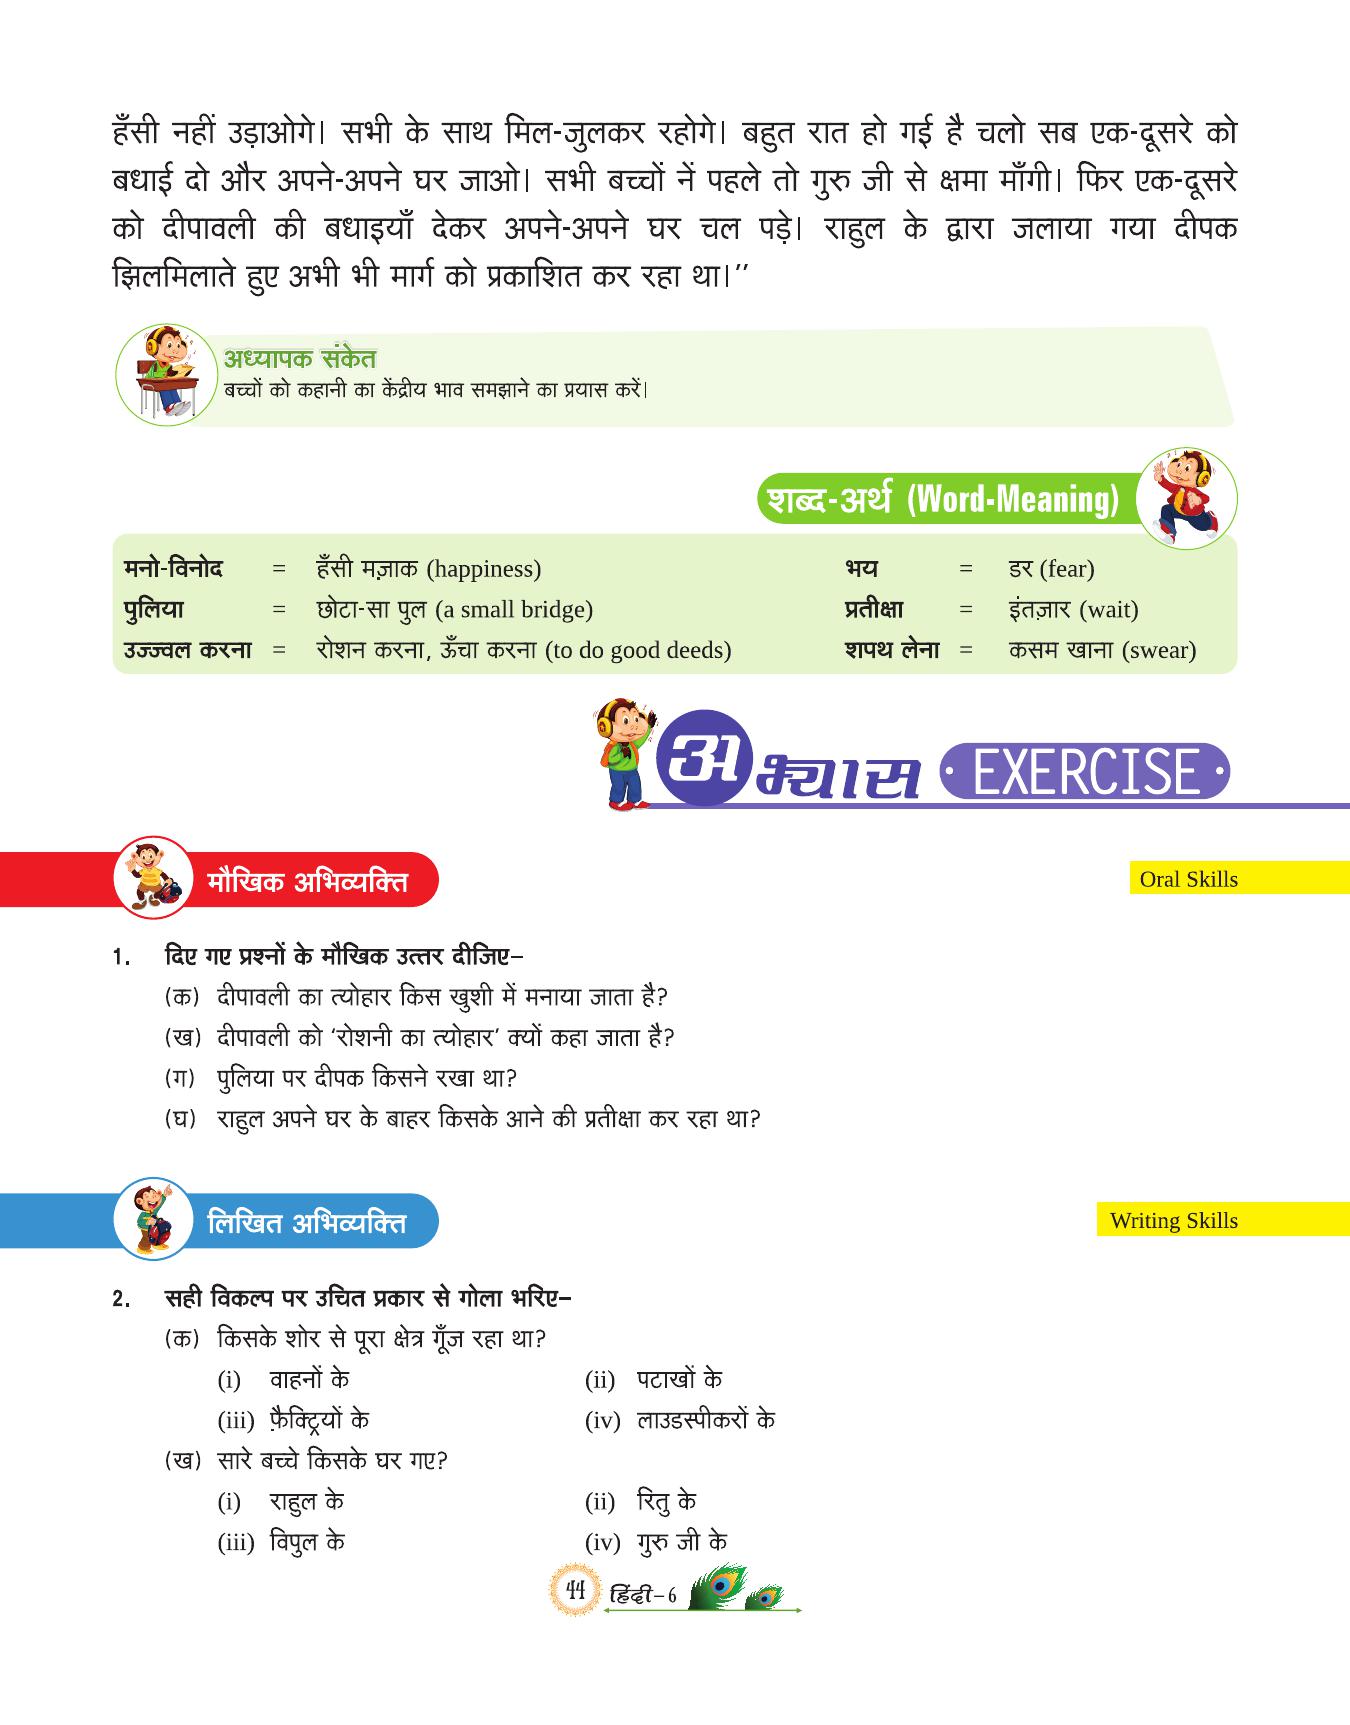 हँसी नहीं उड़ाओगे। सभी के साथ मिल-जुलकर रहोगे। बहुत रात हो गई है चलो सब एक-दूसरे को
बधाई दो और अपने-अपने घर जाओ। सभी बच्चों नें पहले तो गुरु जी से क्षमा माँगी। फिर एक-दूसरे
को दीपावली की बधाइयाँ देकर अपने-अपने घर चल पड़े। राहुल के द्वारा जलाया गया दीपक
झिलमिलाते हुए अभी भी मार्ग को प्रकाशित कर रहा था।’’
अध्यापक संकेत
बच्चों को कहानी का केंद्रीय भाव समझाने का प्रयास करें।
शब्द-अर्थ (Word-Meaning)
मनो-विनोद = हँसी मज़ाक (happiness) भय = डर (fear)
पुलिया = छोटा-सा पुल (a small bridge) प्रतीक्षा = इंतज़ार (wait)
उज्ज्वल करना = रोशन करना, ऊँचा करना (to do good deeds) शपथ लेना = कसम खाना (swear)
अभ्यास EXERCISE
मौखिक अभिव्यक्ति Oral Skills
1. दिए गए प्रश्नों के मौखिक उत्तर दीजिए–
(क) दीपावली का त्योहार किस खुशी में मनाया जाता है?
(ख) दीपावली को ‘रोशनी का त्योहार’ क्यों कहा जाता है?
(ग) पुलिया पर दीपक किसने रखा था?
(घ) राहुल अपने घर के बाहर किसके आने की प्रतीक्षा कर रहा था?
लिखित अभिव्यक्ति Writing Skills
2. सही विकल्प पर उचित प्रकार से गोला भरिए–
(क) किसके शोर से पूरा क्षेत्र गूँज रहा था?
(i) वाहनों के (ii) पटाखों के
(iii) फ़ैक्ट्रियों के (iv) लाउडस्पीकरों के
(ख) सारे बच्चे किसके घर गए?
(i) राहुल के (ii) रितु के
(iii) विपुल के (iv) गुरु जी के
44 हिंदी–6